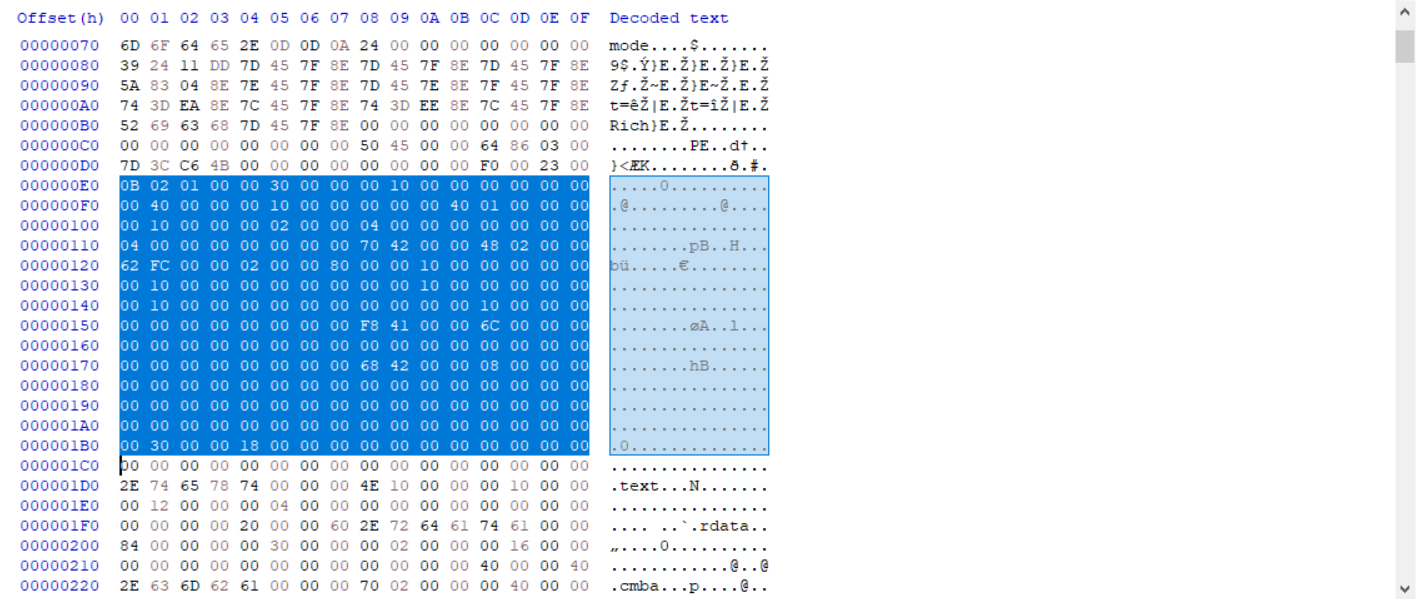 Offset(h) 00 01 02 03 04 05 06 07 08 09 0A 0B 0C 0D 0E 0F Decoded text
00000070 6D 6F 64 65 2E 0D 0D 0A 24 00 00 00 00 00 00 00 mode....$.......
00000080 39 24 11 DD 7D 45 7F 8E 7D 45 7F 8E 7D 45 7F 8E 9$.Ý}E.Ž}E.Ž}E.Ž
00000090 5A 83 04 8E 7E 45 7F 8E 7D 45 7E 8E 7F 45 7F 8E Zƒ.Ž~E.Ž}E~Ž.E.Ž
000000A0 74 3D EA 8E 7C 45 7F 8E 74 3D EE 8E 7C 45 7F 8E t=êŽ|E.Žt=îŽ|E.Ž
000000B0 52 69 63 68 7D 45 7F 8E 00 00 00 00 00 00 00 00 Rich}E.Ž........
000000C0 00 00 00 00 00 00 00 00 50 45 00 00 64 86 03 00 ........PE..d†..
000000D0 7D 3C C6 4B 00 00 00 00 00 00 00 00 F0 00 23 00 }<ÆK........ð.#.
000000E0 0B 02 01 00 00 30 00 00 00 10 00 00 00 00 00 00 .....0..........
000000F0 00 40 00 00 00 10 00 00 00 00 00 40 01 00 00 00 .@.........@....
00000100 00 10 00 00 00 02 00 00 04 00 00 00 00 00 00 00 ................
00000110 04 00 00 00 00 00 00 00 70 42 00 00 48 02 00 00 ........pB..H...
00000120 62 FC 00 00 02 00 00 80 00 00 10 00 00 00 00 00 bü.....€........
00000130 00 10 00 00 00 00 00 00 00 00 10 00 00 00 00 00 ................
00000140 00 10 00 00 00 00 00 00 00 00 00 00 10 00 00 00 ................
00000150 00 00 00 00 00 00 00 00 F8 41 00 00 6C 00 00 00 ........øA..l...
00000160 00 00 00 00 00 00 00 00 00 00 00 00 00 00 00 00 ................
00000170 00 00 00 00 00 00 00 00 68 42 00 00 08 00 00 00 ........hB......
00000180 00 00 00 00 00 00 00 00 00 00 00 00 00 00 00 00 ................
00000190 00 00 00 00 00 00 00 00 00 00 00 00 00 00 00 00 ................
000001A0 00 00 00 00 00 00 00 00 00 00 00 00 00 00 00 00 ................
000001B0 00 30 00 00 18 00 00 00 00 00 00 00 00 00 00 00 .0..............
000001C0 00 00 00 00 00 00 00 00 00 00 00 00 00 00 00 00 ................
000001D0 2E 74 65 78 74 00 00 00 4E 10 00 00 00 10 00 00 .text...N.......
000001E0 00 12 00 00 00 04 00 00 00 00 00 00 00 00 00 00 ................
000001F0 00 00 00 00 20 00 00 60 2E 72 64 61 74 61 00 00 .... ..`.rdata..
00000200 84 00 00 00 00 30 00 00 00 02 00 00 00 16 00 00 „....0..........
00000210 00 00 00 00 00 00 00 00 00 00 00 00 40 00 00 40 ............@..@
00000220 2E 63 6D 62 61 00 00 00 70 02 00 00 00 40 00 00 .cmba...p....@..